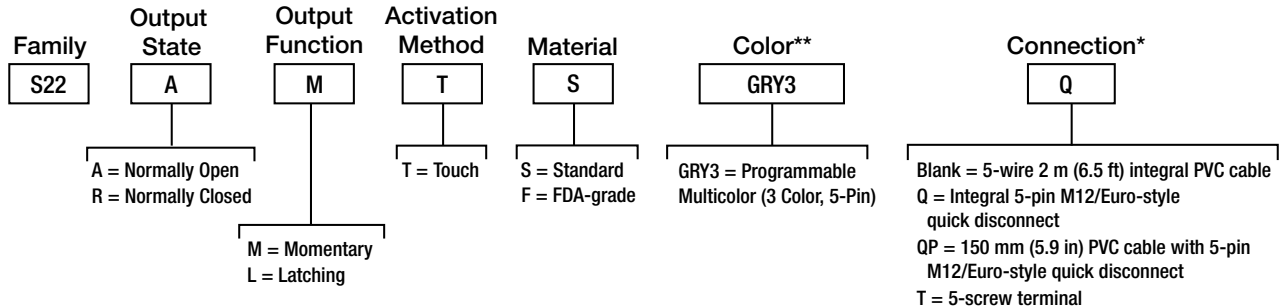 Family
Output
State
Output
Function
Activation
Method
Material
Color**
Connection*
S22
A
M
T
S
GRY3
Q
A = Normally Open
R = Normally Closed
M = Momentary
L = Latching
T = Touch
S = Standard
F = FDA-grade
GRY3 = Programmable
Multicolor (3 Color, 5-Pin)
Blank = 5-wire 2 m (6.5 ft) integral PVC cable
Q = Integral 5-pin M12/Euro-style
quick disconnect
QP = 150 mm (5.9 in) PVC cable with 5-pin
M12/Euro-style quick disconnect
T = 5-screw terminal